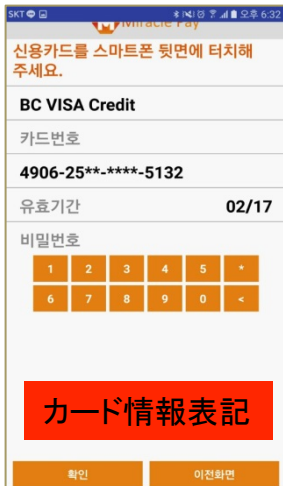 SKT 오후 6:32
Miracle Pay
신용카드를 스마트폰 뒷면에 터치해
주세요.
BC VISA Credit
카드번호
4906-25**-****-5132
유효기간 02/17
비밀번호
1 2 3 4 5 *
6 7 8 9 0 <
カード情報表記
확인 이전화면